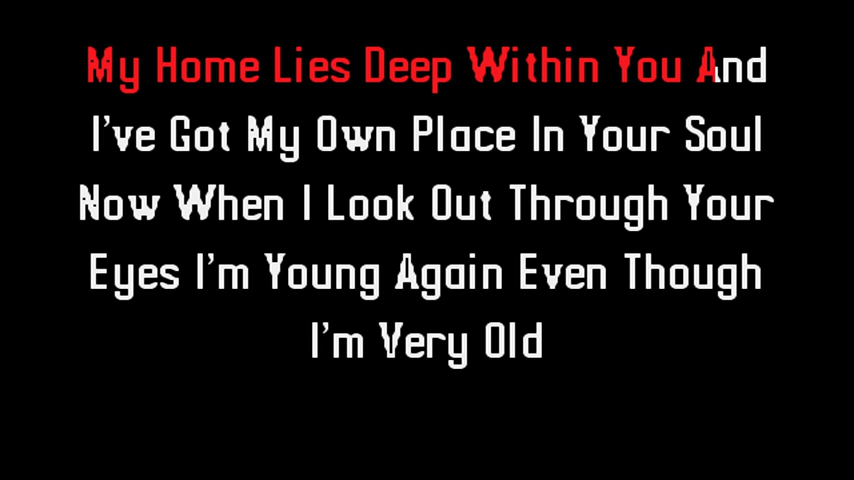 My Home Lies Deep Within You And
I've Got My Own Place In Your Soul
Now When I Look Out Through Your
Eyes I'm Young Again Even Though
I'm Very Old